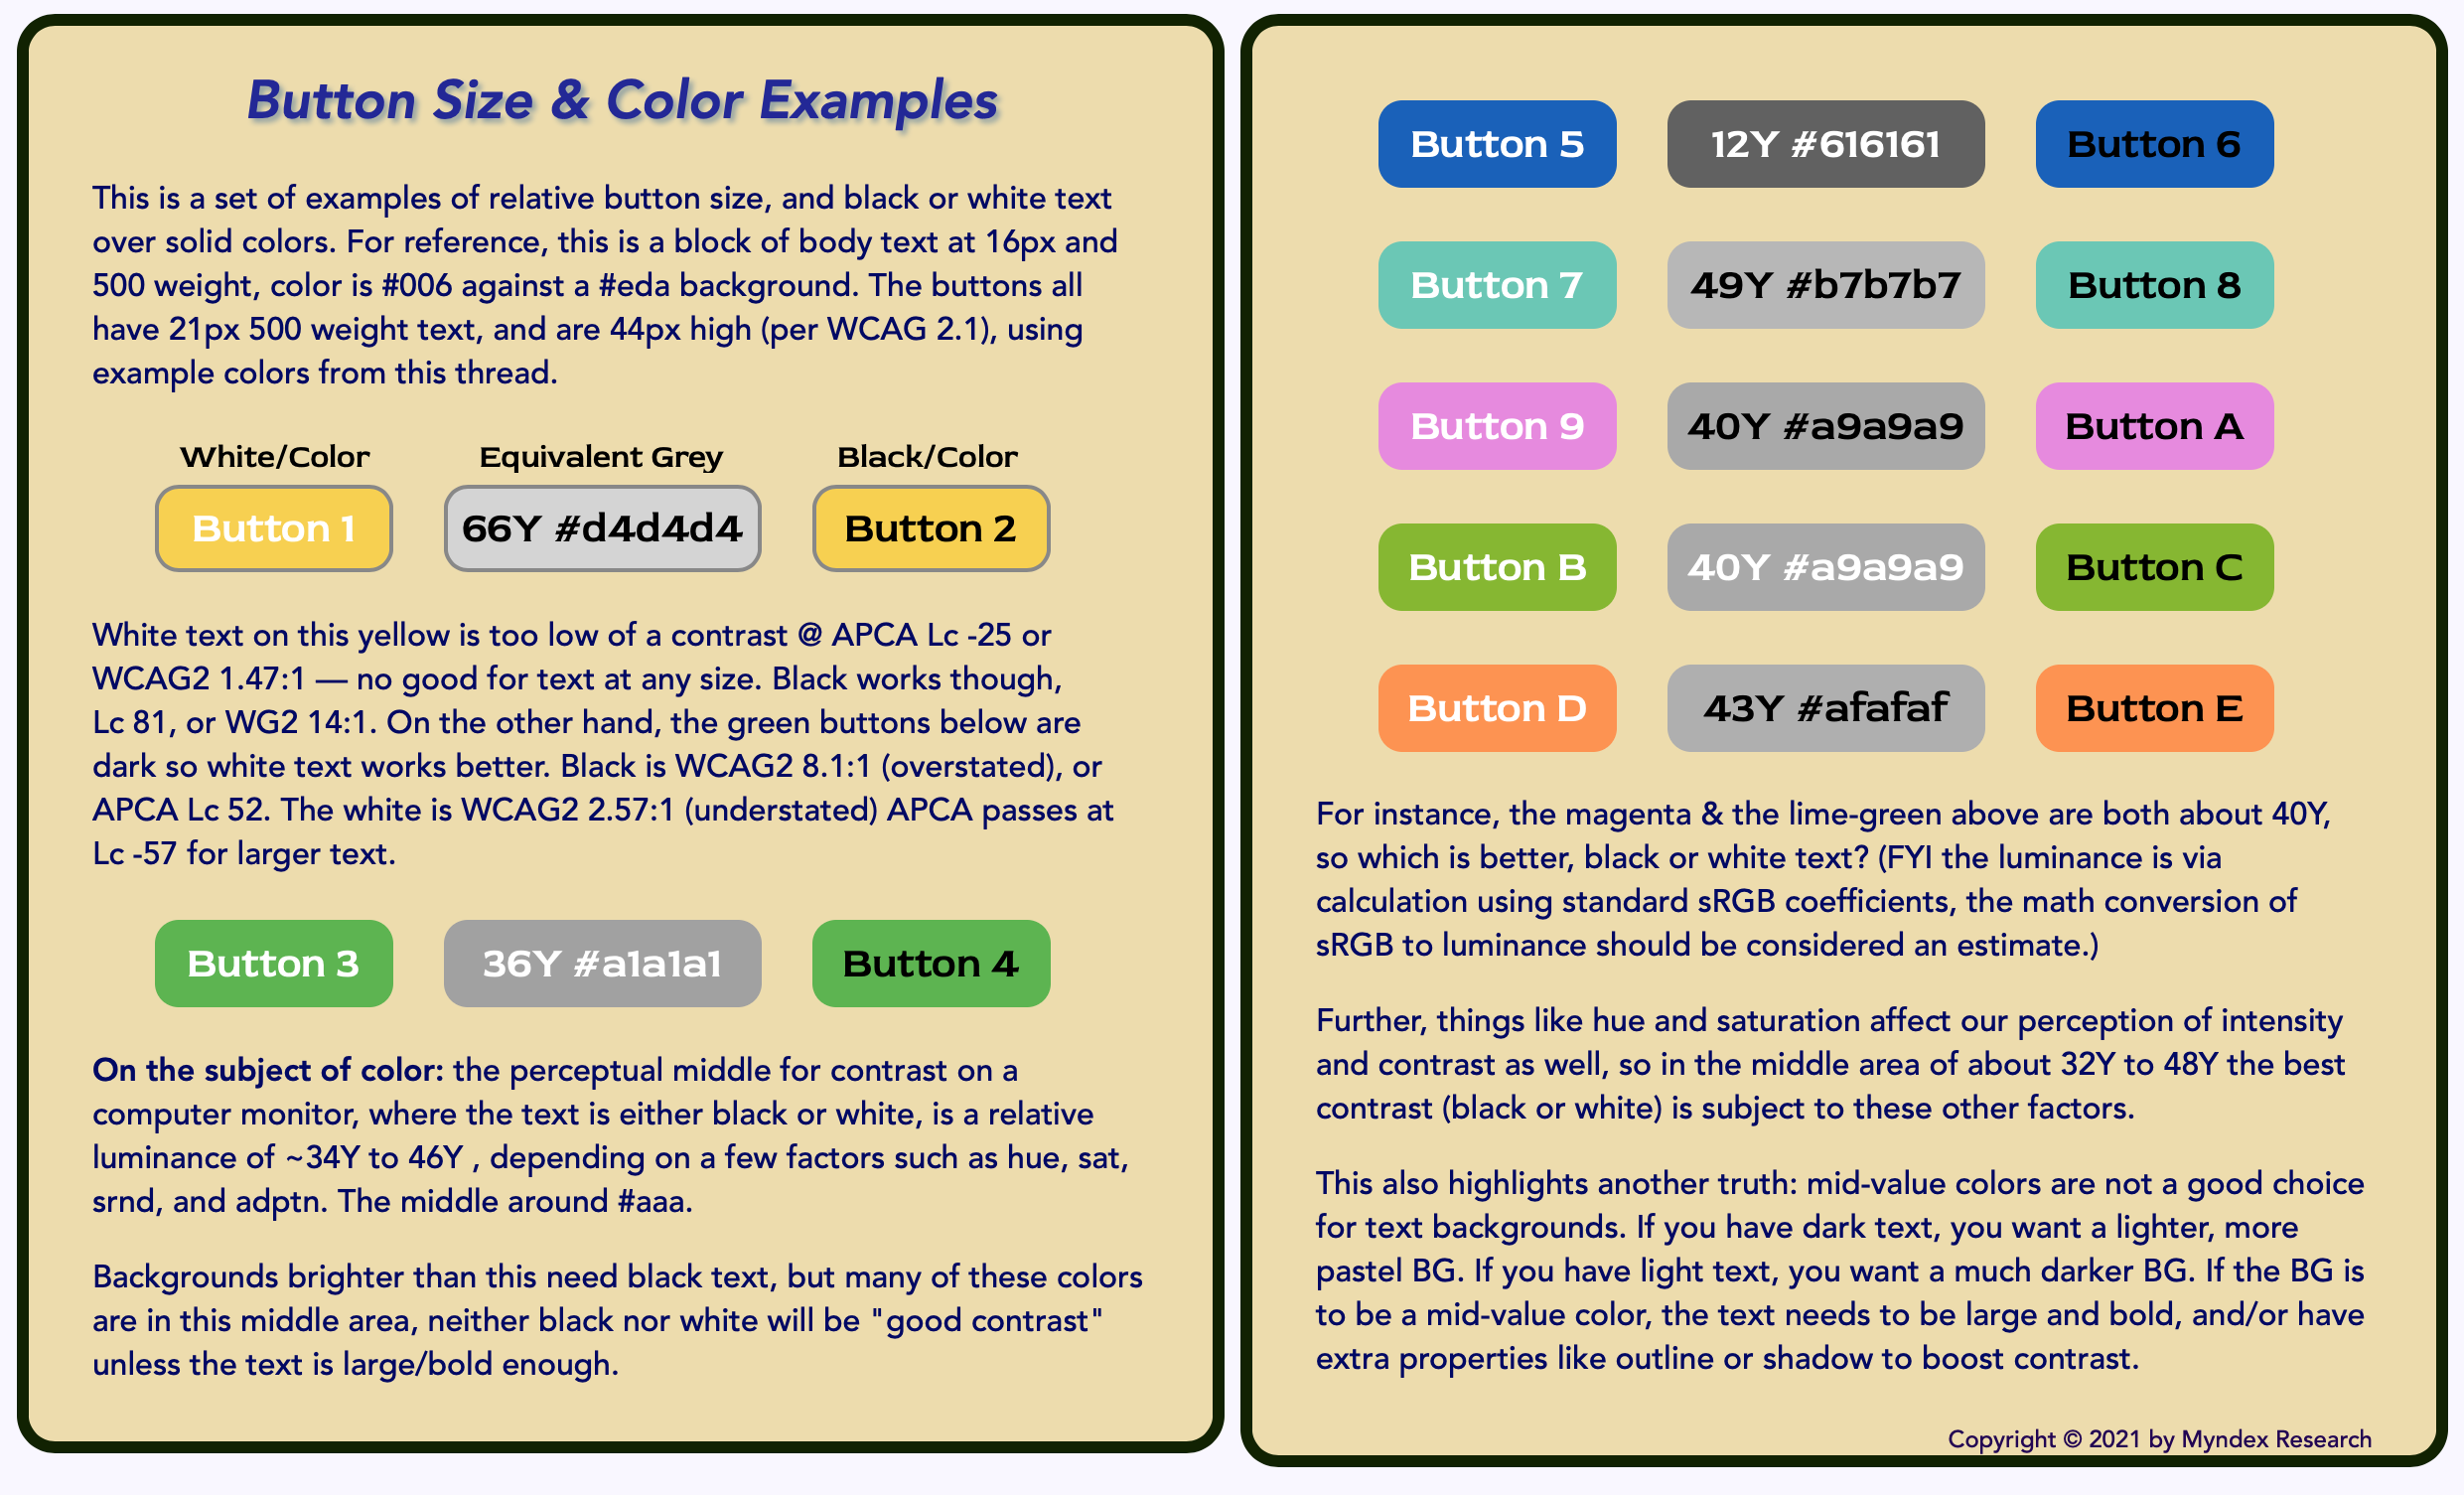 Button Size & Color Examples
This is a set of examples of relative button size, and black or white text
over solid colors. For reference, this is a block of body text at 16px and
500 weight, color is #006 against a #eda background. The buttons all
have 21px 500 weight text, and are 44px high (per WCAG 2.1), using
example colors from this thread.
White/Color Equivalent Grey Black/Color
Button 1 66Y #d4d4d4 Button 2
White text on this yellow is too low of a contrast @ APCA Lc -25 or
WCAG2 1.47:1 — no good for text at any size. Black works though,
Lc 81, or WG2 14:1. On the other hand, the green buttons below are
dark so white text works better. Black is WCAG2 8.1:1 (overstated), or
APCA Lc 52. The white is WCAG2 2.57:1 (understated) APCA passes at
Lc -57 for larger text.
Button 3 36Y #a1a1a1 Button 4
On the subject of color: the perceptual middle for contrast on a
computer monitor, where the text is either black or white, is a relative
luminance of ~34Y to 46Y , depending on a few factors such as hue, sat,
srnd, and adptn. The middle around #aaa.
Backgrounds brighter than this need black text, but many of these colors
are in this middle area, neither black nor white will be "good contrast"
unless the text is large/bold enough.
Button 5 12Y #616161 Button 6
Button 7 49Y #b7b7b7 Button 8
Button 9 40Y #a9a9a9 Button A
Button B 40Y #a9a9a9 Button C
Button D 43Y #afafaf Button E
For instance, the magenta & the lime-green above are both about 40Y,
so which is better, black or white text? (FYI the luminance is via
calculation using standard sRGB coefficients, the math conversion of
sRGB to luminance should be considered an estimate.)
Further, things like hue and saturation affect our perception of intensity
and contrast as well, so in the middle area of about 32Y to 48Y the best
contrast (black or white) is subject to these other factors.
This also highlights another truth: mid-value colors are not a good choice
for text backgrounds. If you have dark text, you want a lighter, more
pastel BG. If you have light text, you want a much darker BG. If the BG is
to be a mid-value color, the text needs to be large and bold, and/or have
extra properties like outline or shadow to boost contrast.
Copyright © 2021 by Myndex Research